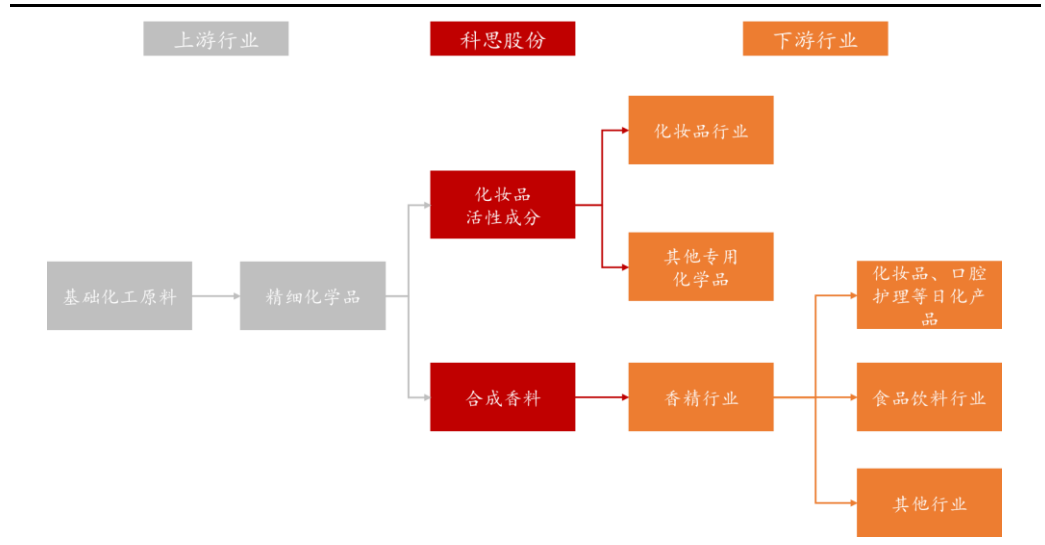 上游行业
科思股份
下游行业
化妆品行业
化妆品
活性成分
其他专用
化学品
基础化工原料
精细化学品
化妆品、口腔
护理等日化产
品
合成香料
香精行业
食品饮料行业
其他行业